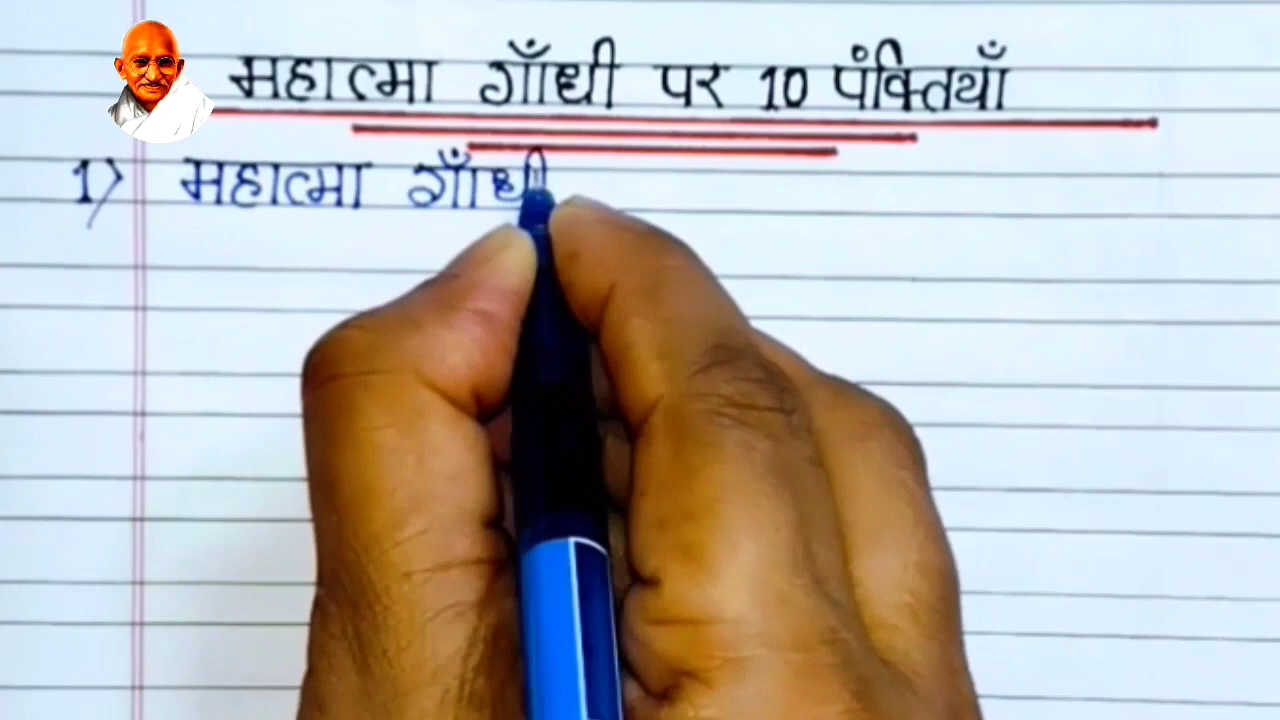 महात्मा गाँधी पर 10 पंक्तियाँ
1) महात्मा गाँधी